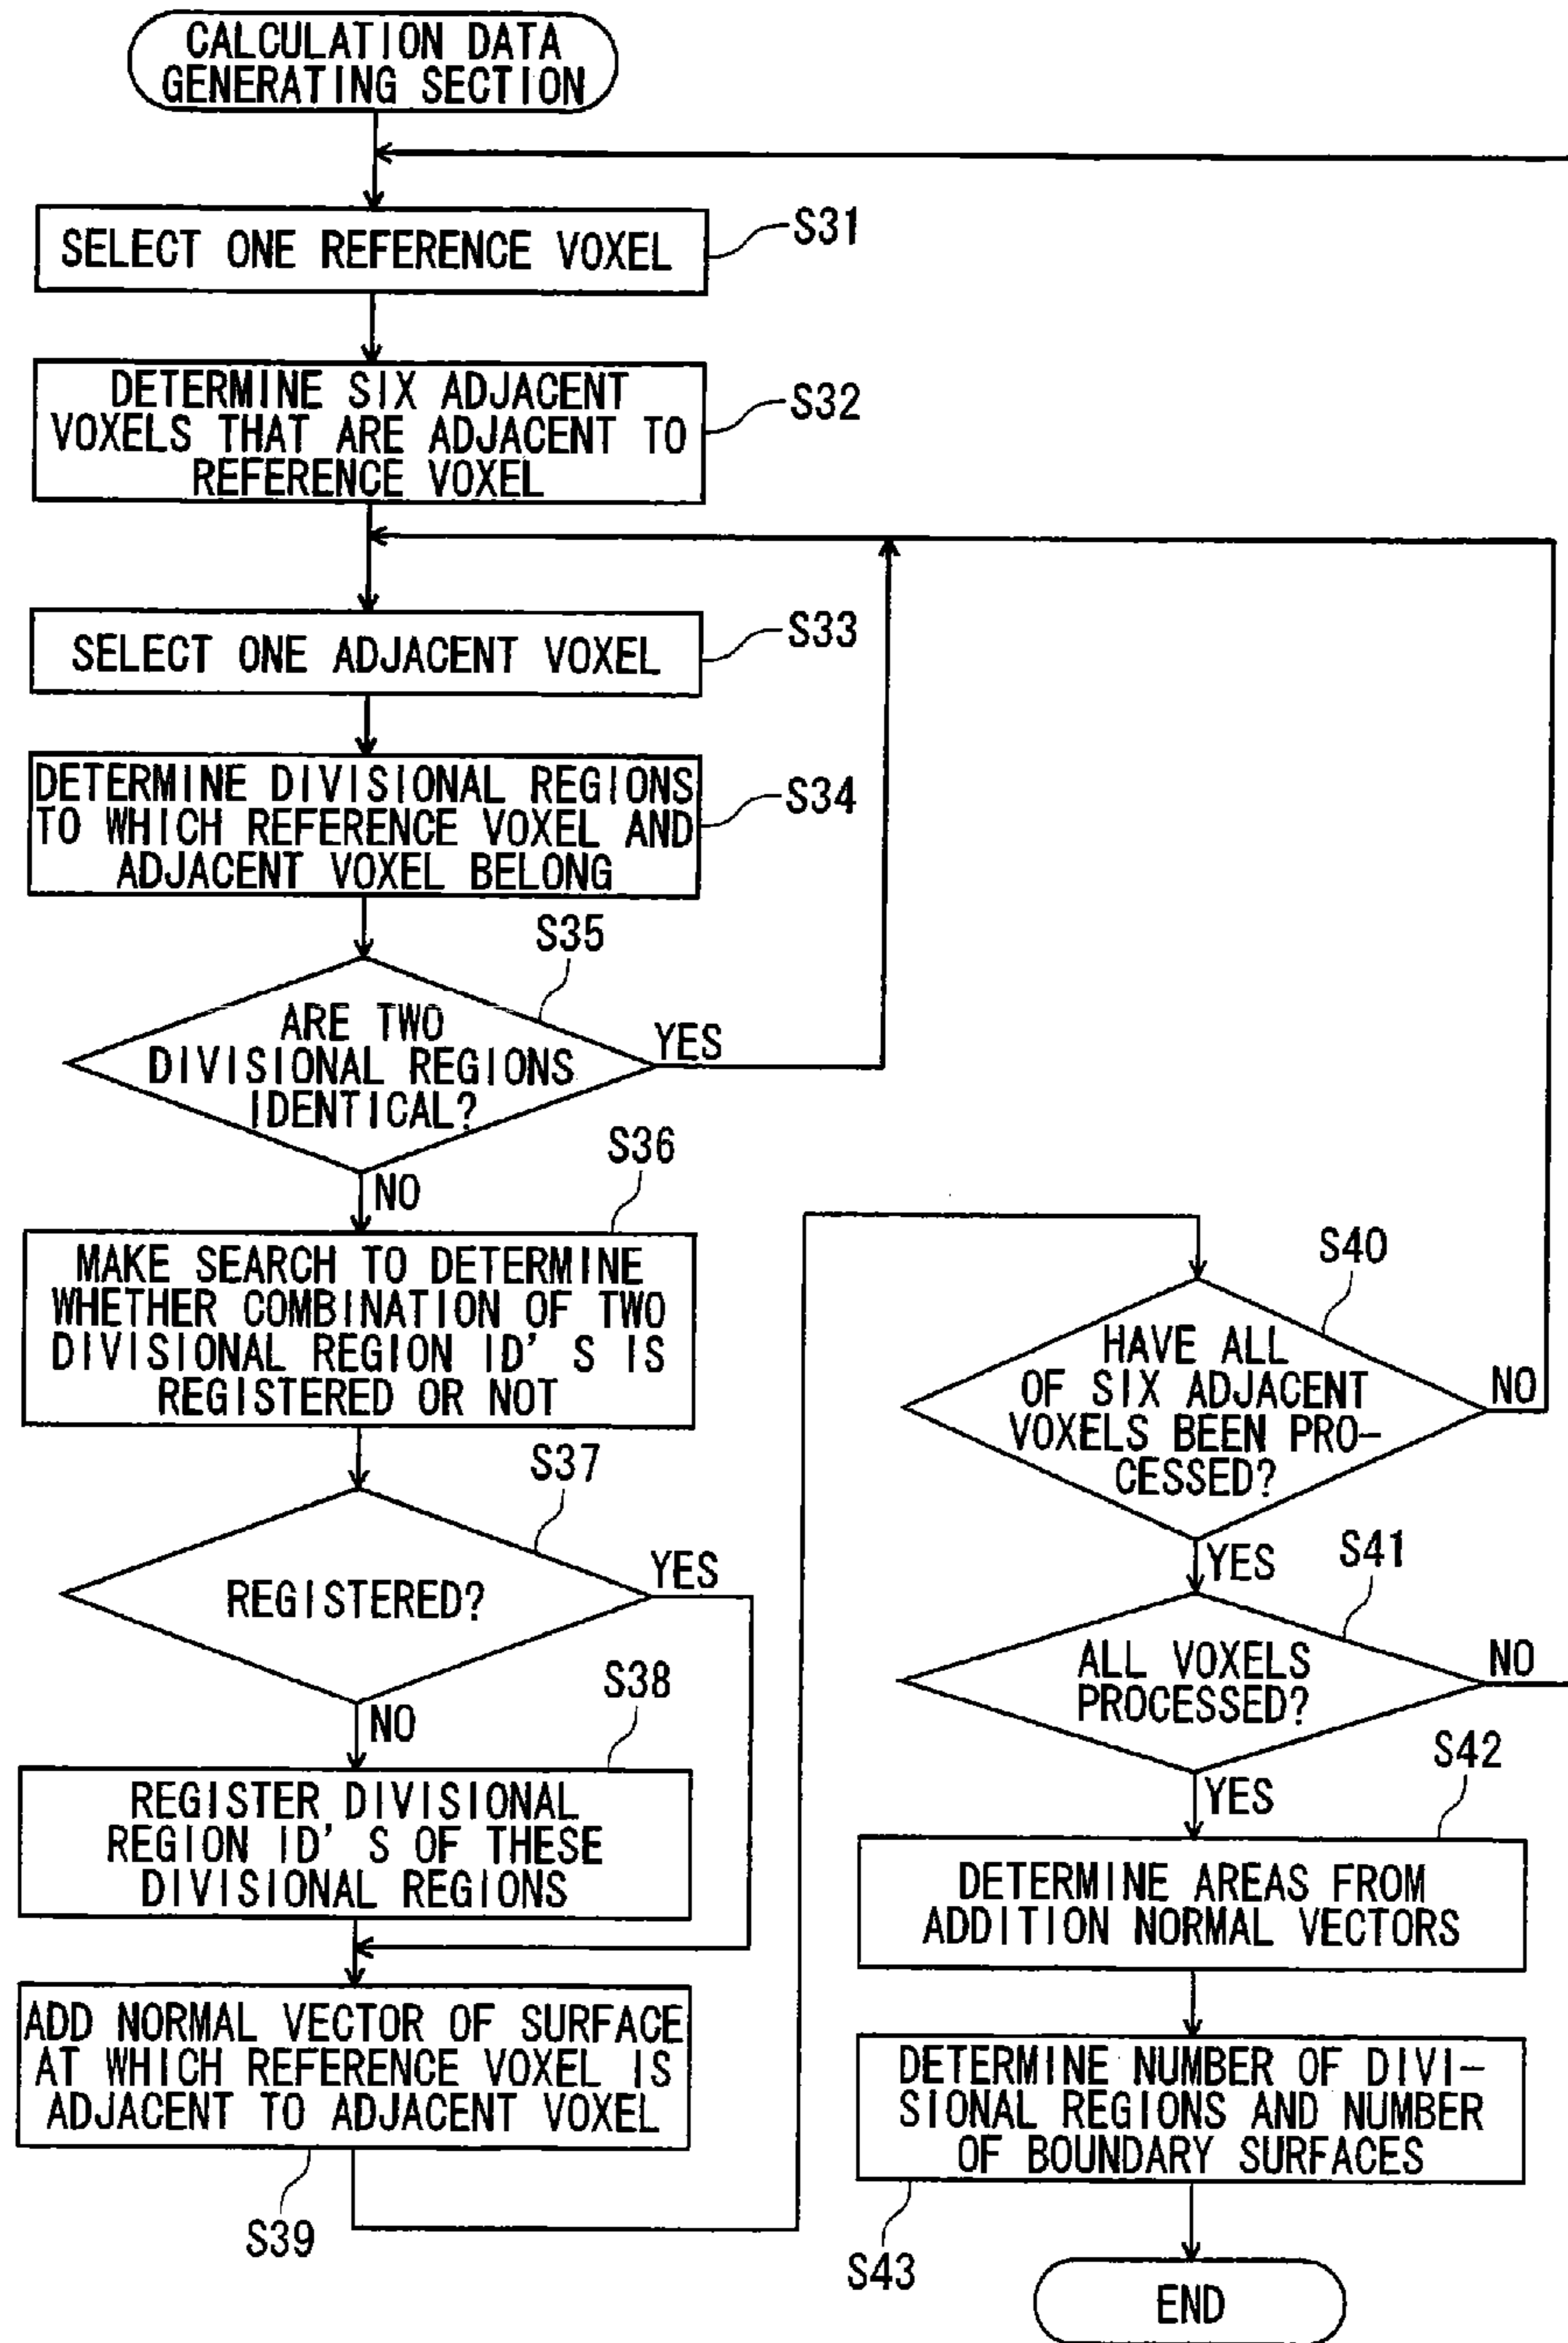 CALCULATION DATA
GENERATING SECTION
SELECT ONE REFERENCE VOXEL
S31
DETERMINE SIX ADJACENT
VOXELS THAT ARE ADJACENT TO
REFERENCE VOXEL
S32
SELECT ONE ADJACENT VOXEL
S33
DETERMINE DIVISIONAL REGIONS
TO WHICH REFERENCE VOXEL AND
ADJACENT VOXEL BELONG
S34
S35
ARE TWO
DIVISIONAL REGIONS
IDENTICAL?
YES
NO
S36
MAKE SEARCH TO DETERMINE
WHETHER COMBINATION OF TWO
DIVISIONAL REGION ID' S IS
REGISTERED OR NOT
S37
REGISTERED?
YES
NO
S38
REGISTER DIVISIONAL
REGION ID' S OF THESE
DIVISIONAL REGIONS
ADD NORMAL VECTOR OF SURFACE
AT WHICH REFERENCE VOXEL IS
ADJACENT TO ADJACENT VOXEL
S39
S40
HAVE ALL
OF SIX ADJACENT
VOXELS BEEN PRO-
CESSED?
NO
YES
S41
ALL VOXELS
PROCESSED?
NO
YES
S42
DETERMINE AREAS FROM
ADDITION NORMAL VECTORS
DETERMINE NUMBER OF DIVI-
SIONAL REGIONS AND NUMBER
OF BOUNDARY SURFACES
S43
END